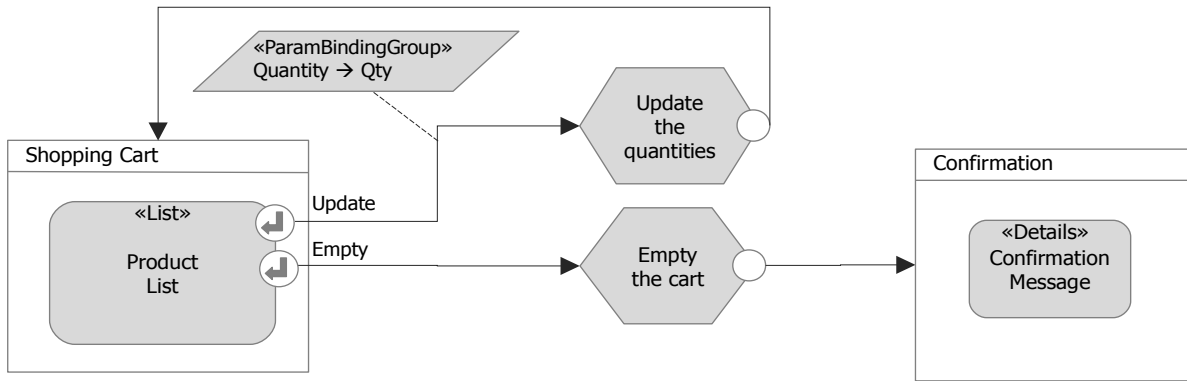 «ParamBindingGroup»
Quantity → Qty
Update
the
quantities
Shopping Cart
Confirmation
«List»
Product
List
Update
Empty
Empty
the cart
«Details»
Confirmation
Message